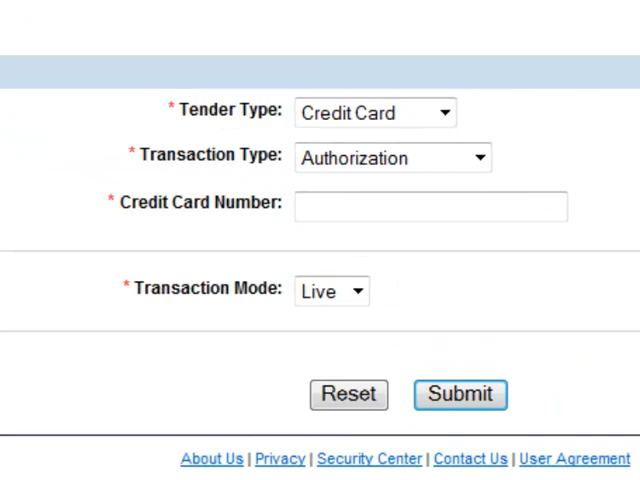 * Tender Type: Credit Card
* Transaction Type: Authorization
* Credit Card Number:
* Transaction Mode: Live
Reset Submit
About Us | Privacy | Security Center | Contact Us | User Agreement